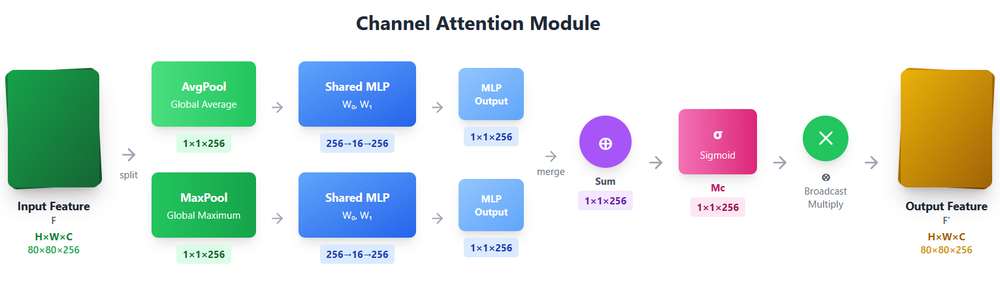 Channel Attention Module
Input Feature
F
H×W×C
80×80×256
split
AvgPool
Global Average
1×1×256
Shared MLP
W₀, W₁
256→16→256
MLP
Output
1×1×256
MaxPool
Global Maximum
1×1×256
Shared MLP
W₀, W₁
256→16→256
MLP
Output
1×1×256
merge
⊕
Sum
1×1×256
σ
Sigmoid
Mc
1×1×256
×
⊗
Broadcast
Multiply
Output Feature
F'
H×W×C
80×80×256